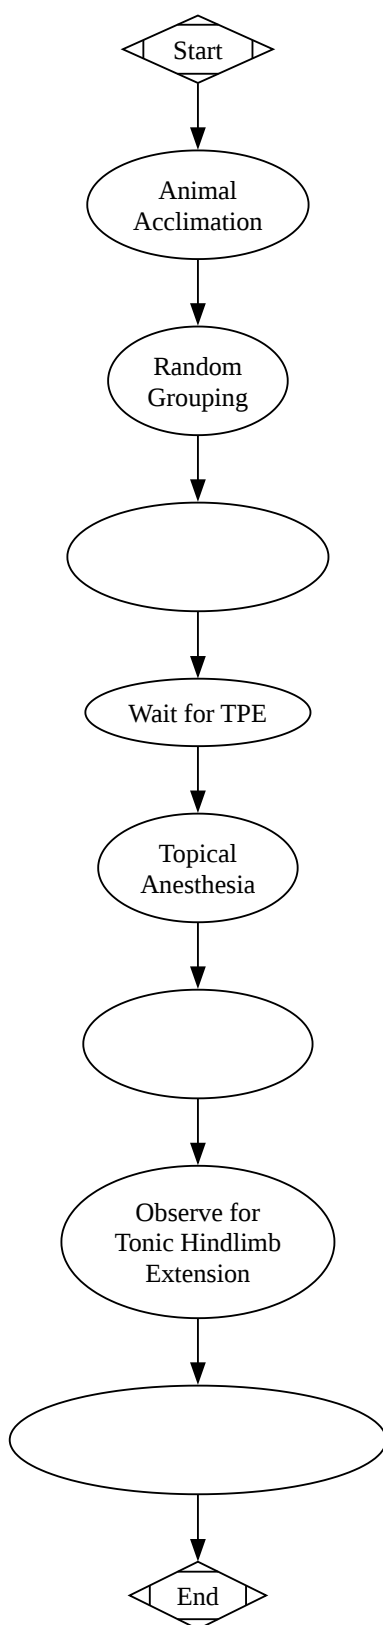 Start
Animal
Acclimation
Random
Grouping
Wait for TPE
Topical
Anesthesia
Observe for
Tonic Hindlimb
Extension
End